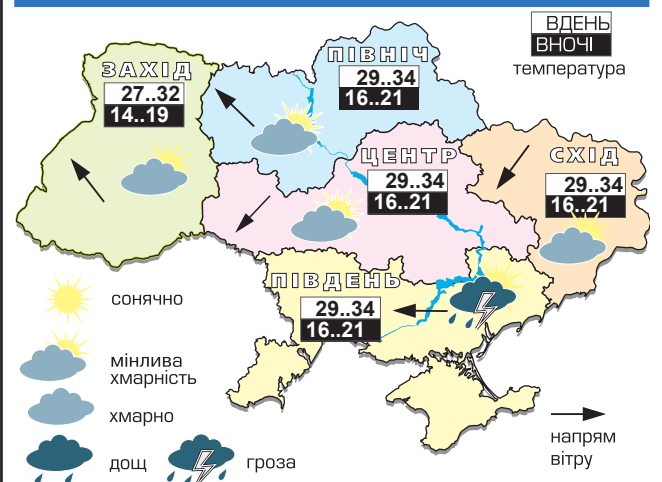 ВДЕНЬ
ВНОЧІ
температура
ЗАХІД
27..32
14..19
ПІВНІЧ
29..34
16..21
ЦЕНТР
29..34
16..21
СХІД
29..34
16..21
ПІВДЕНЬ
29..34
16..21
сонячно
мінлива
хмарність
хмарно
дощ
гроза
напрям
вітру